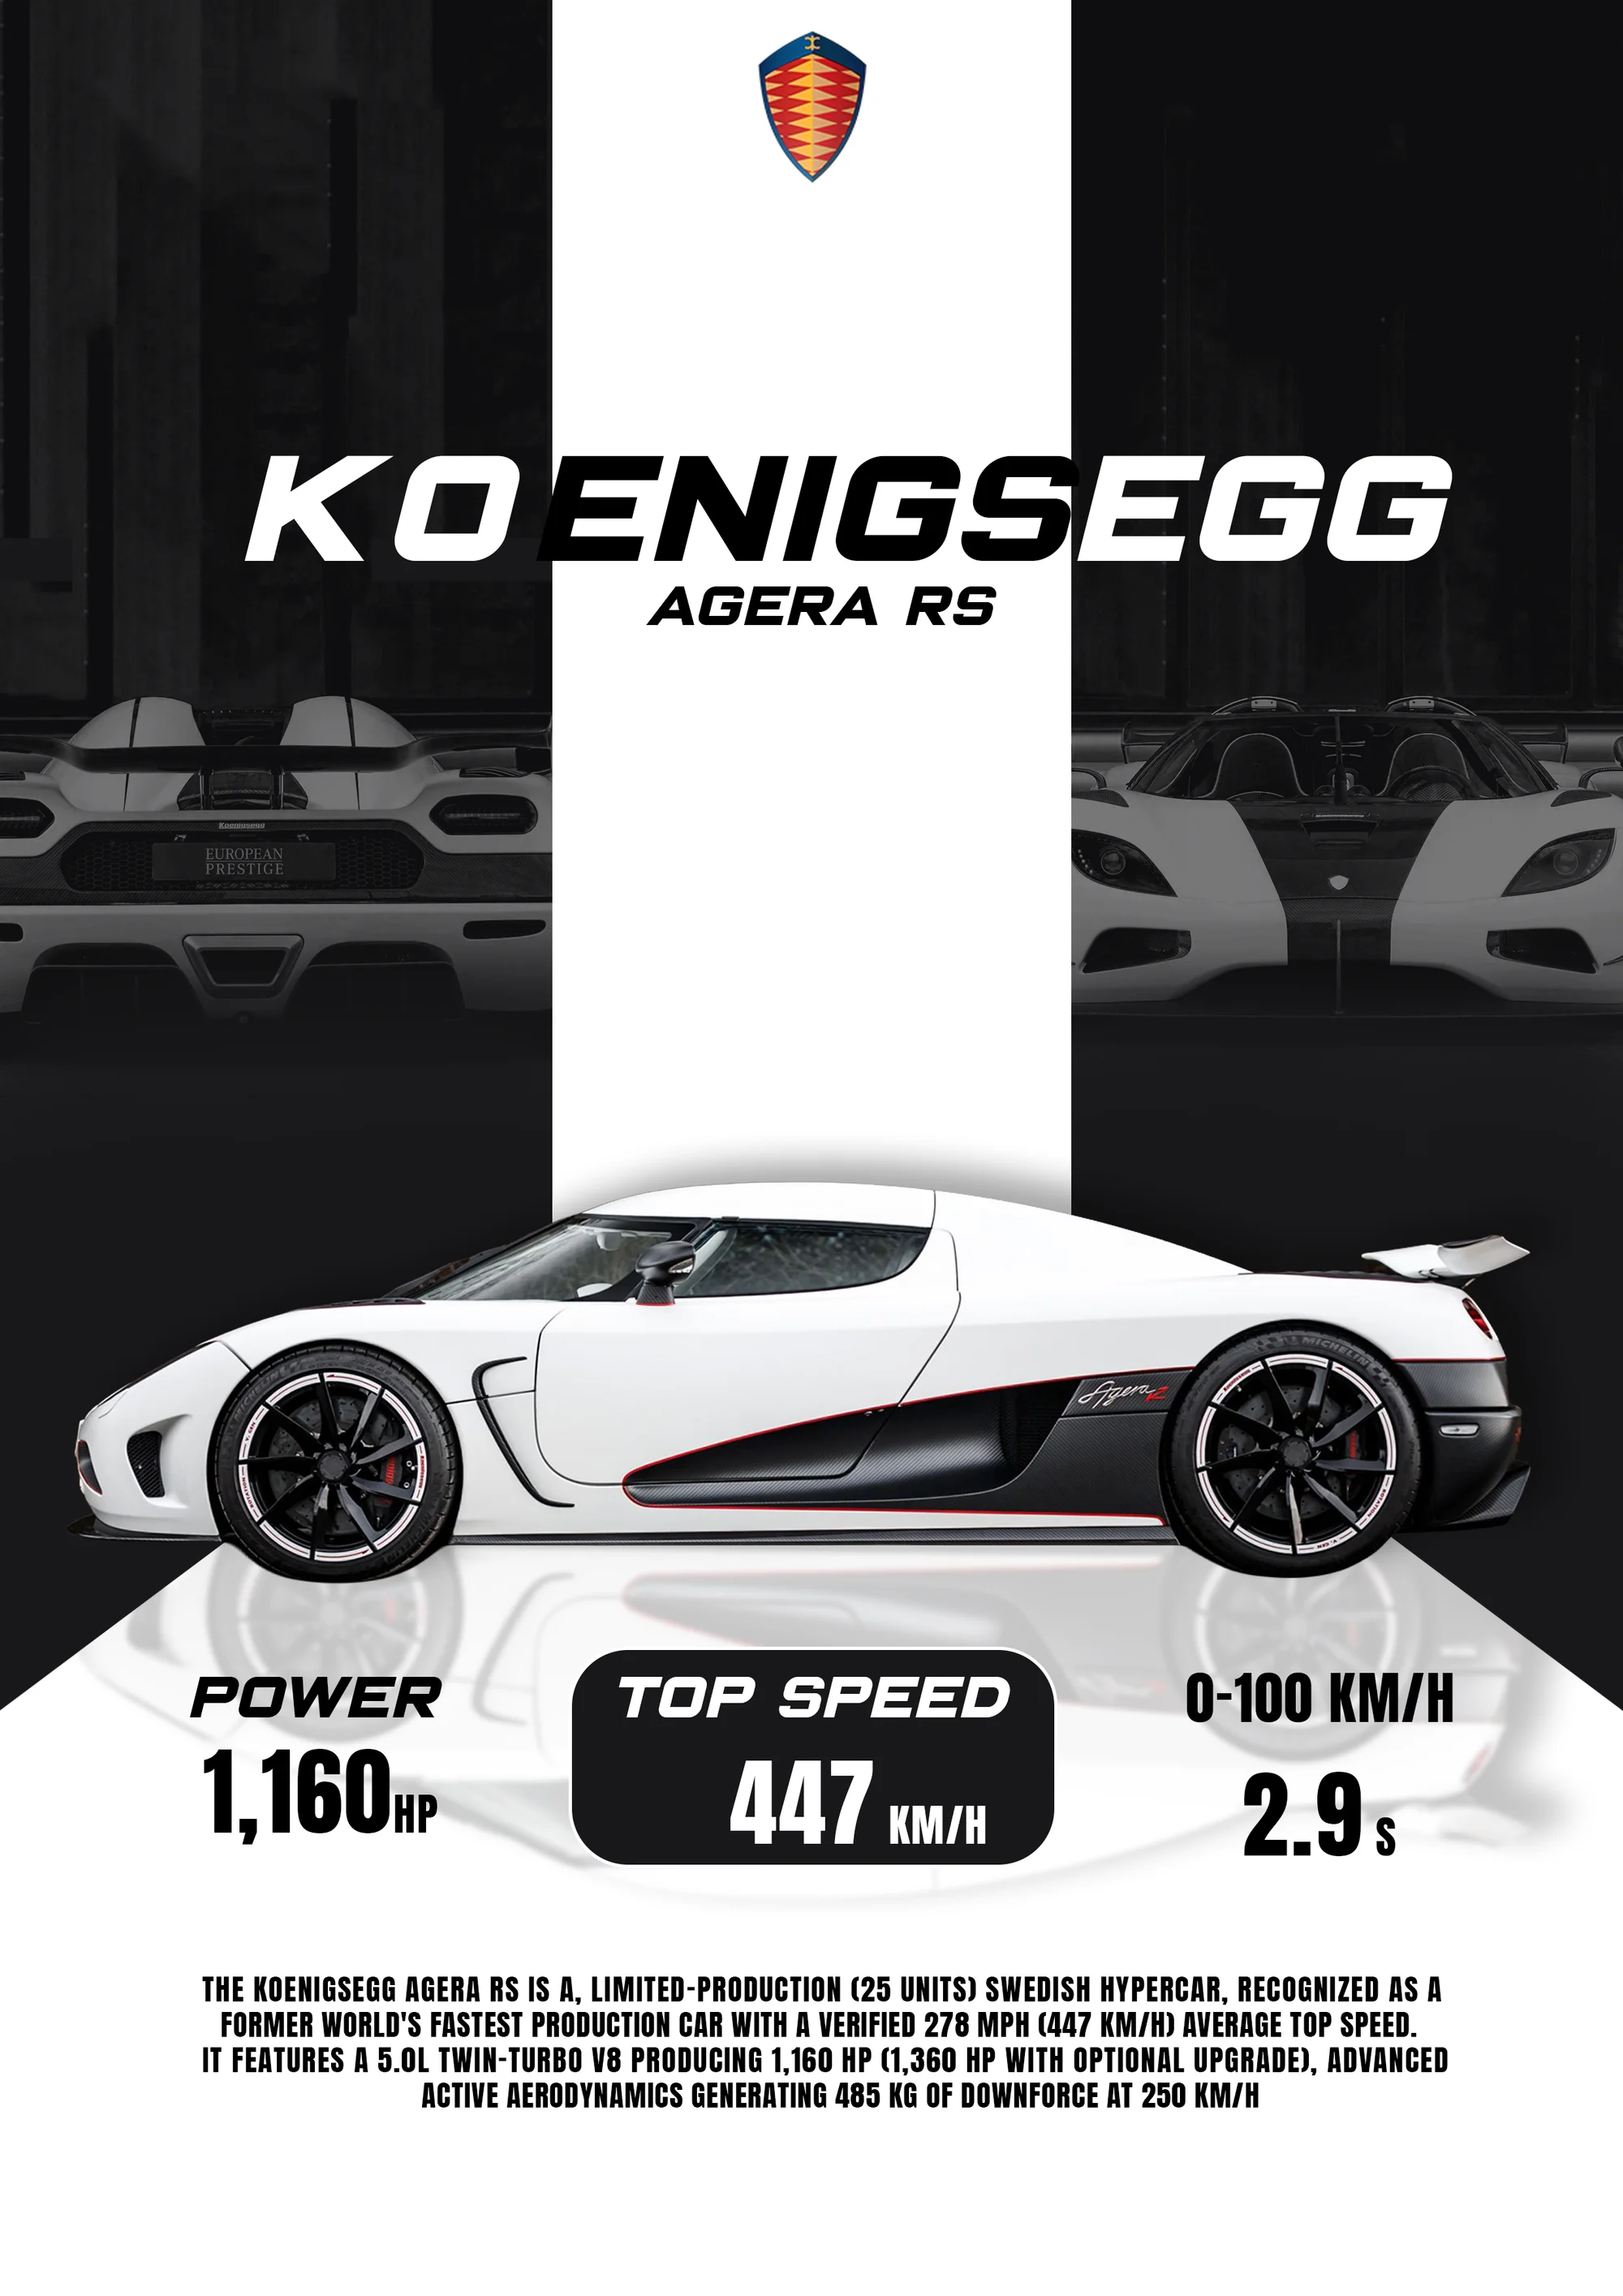 KOENIGSEGG
AGERA RS
Koenigsegg
EUROPEAN
PRESTIGE
MICHELIN
Agera R
POWER
1,160HP
TOP SPEED
447 KM/H
0-100 KM/H
2.9 S
THE KOENIGSEGG AGERA RS IS A, LIMITED-PRODUCTION (25 UNITS) SWEDISH HYPERCAR, RECOGNIZED AS A
FORMER WORLD'S FASTEST PRODUCTION CAR WITH A VERIFIED 278 MPH (447 KM/H) AVERAGE TOP SPEED.
IT FEATURES A 5.0L TWIN-TURBO V8 PRODUCING 1,160 HP (1,360 HP WITH OPTIONAL UPGRADE), ADVANCED
ACTIVE AERODYNAMICS GENERATING 485 KG OF DOWNFORCE AT 250 KM/H